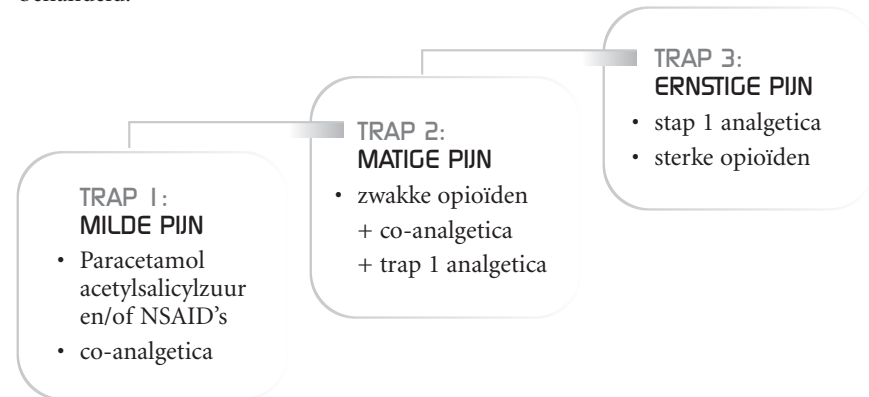 TRAP 1:
MILDE PIJN
• Paracetamol
acetylsalicylzuur
en/of NSAID's
• co-analgetica
TRAP 2:
MATIGE PIJN
• zwakke opioïden
+ co-analgetica
+ trap 1 analgetica
TRAP 3:
ERNSTIGE PIJN
• stap 1 analgetica
• sterke opioïden